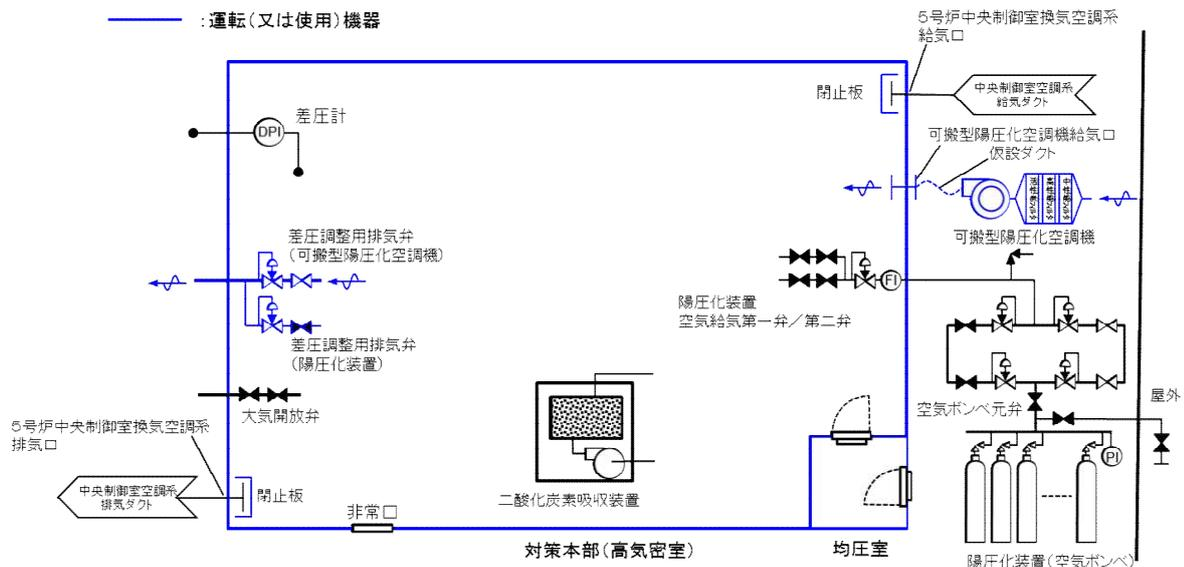 ：運転（又は使用）機器
5号炉中央制御室換気空調系
給気口
閉止板
中央制御室空調系
給気ダクト
差圧計
DPI
可搬型陽圧化空調機給気口
仮設ダクト
可搬型陽圧化空調機
差圧調整用排気弁
（可搬型陽圧化空調機）
FI
陽圧化装置
空気給気第一弁／第二弁
差圧調整用排気弁
（陽圧化装置）
大気開放弁
空気ボンベ元弁
屋外
5号炉中央制御室換気空調系
排気口
PI
中央制御室空調系
排気ダクト
閉止板
非常口
二酸化炭素吸収装置
対策本部（高気密室）
均圧室
陽圧化装置（空気ボンベ）